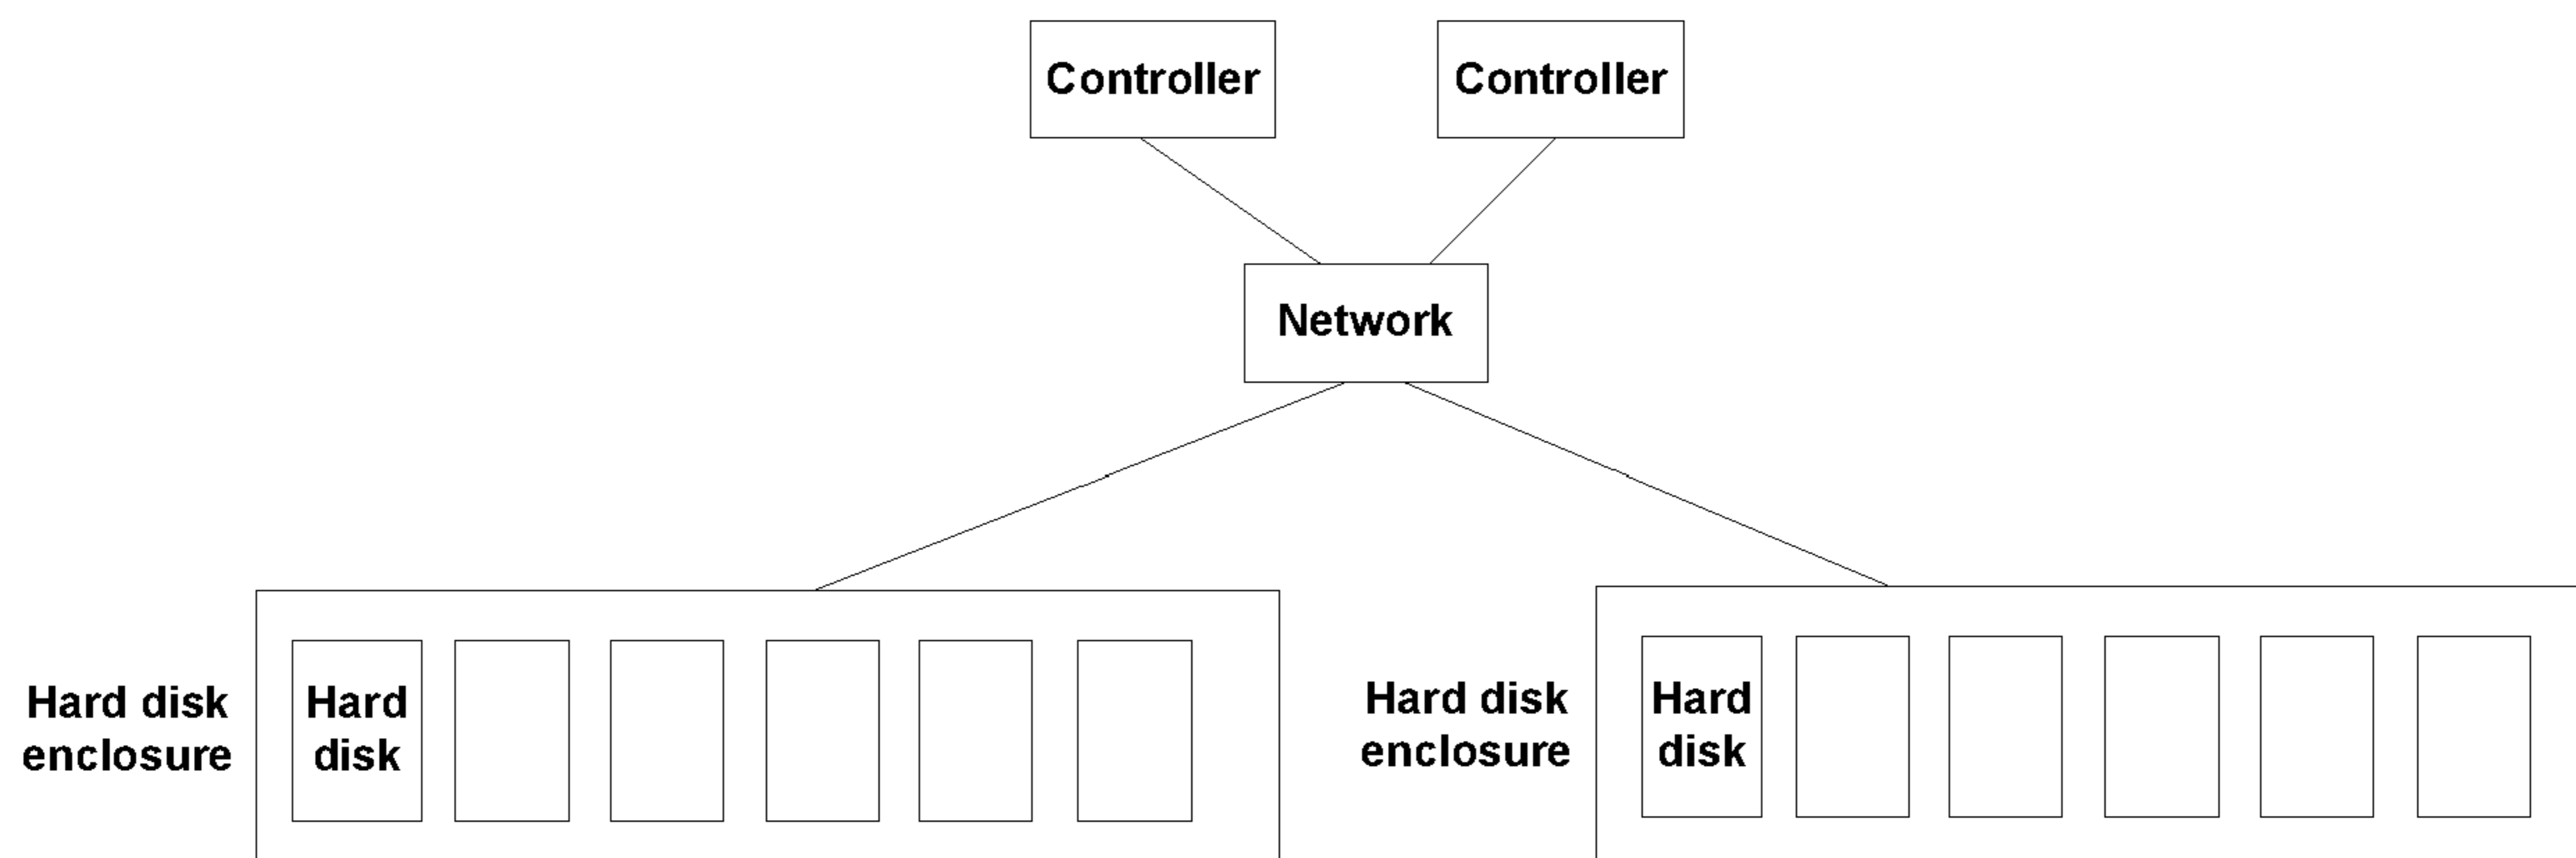 Controller
Controller
Network
Hard disk
enclosure
Hard
disk
Hard disk
enclosure
Hard
disk